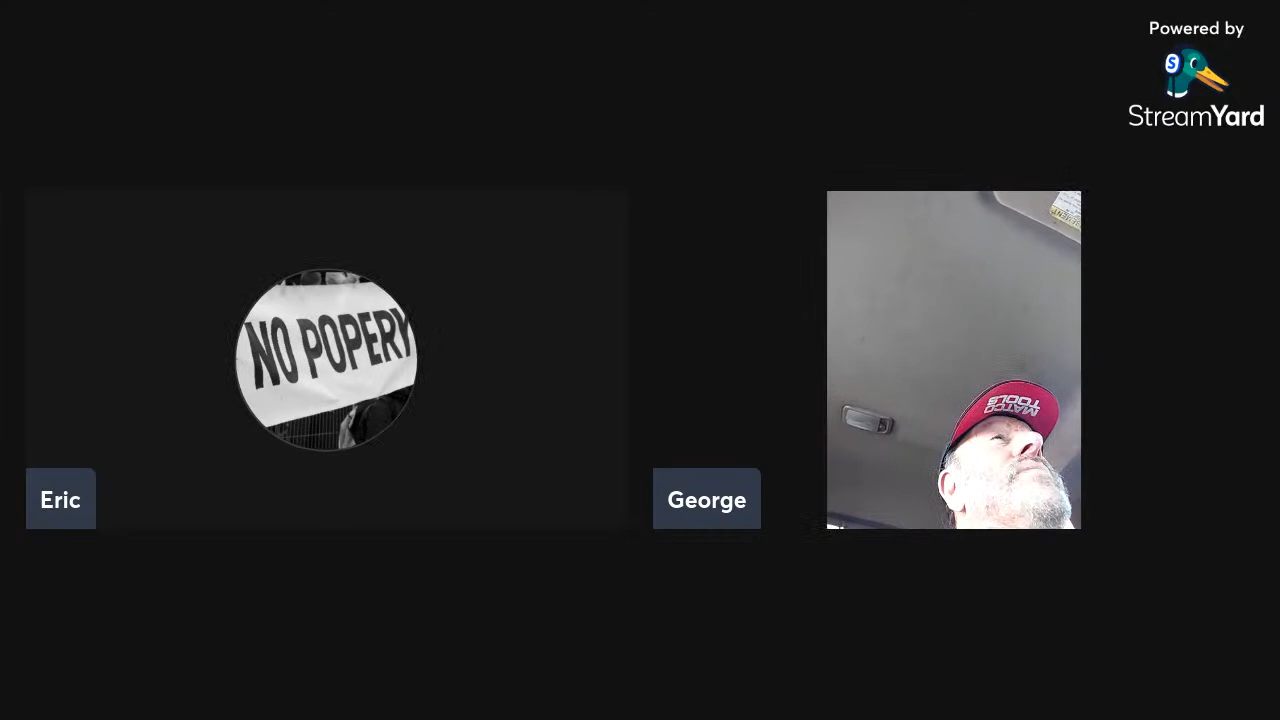 Powered by
S
StreamYard
NO POPERY
MATCO
TOOLS
Eric
George